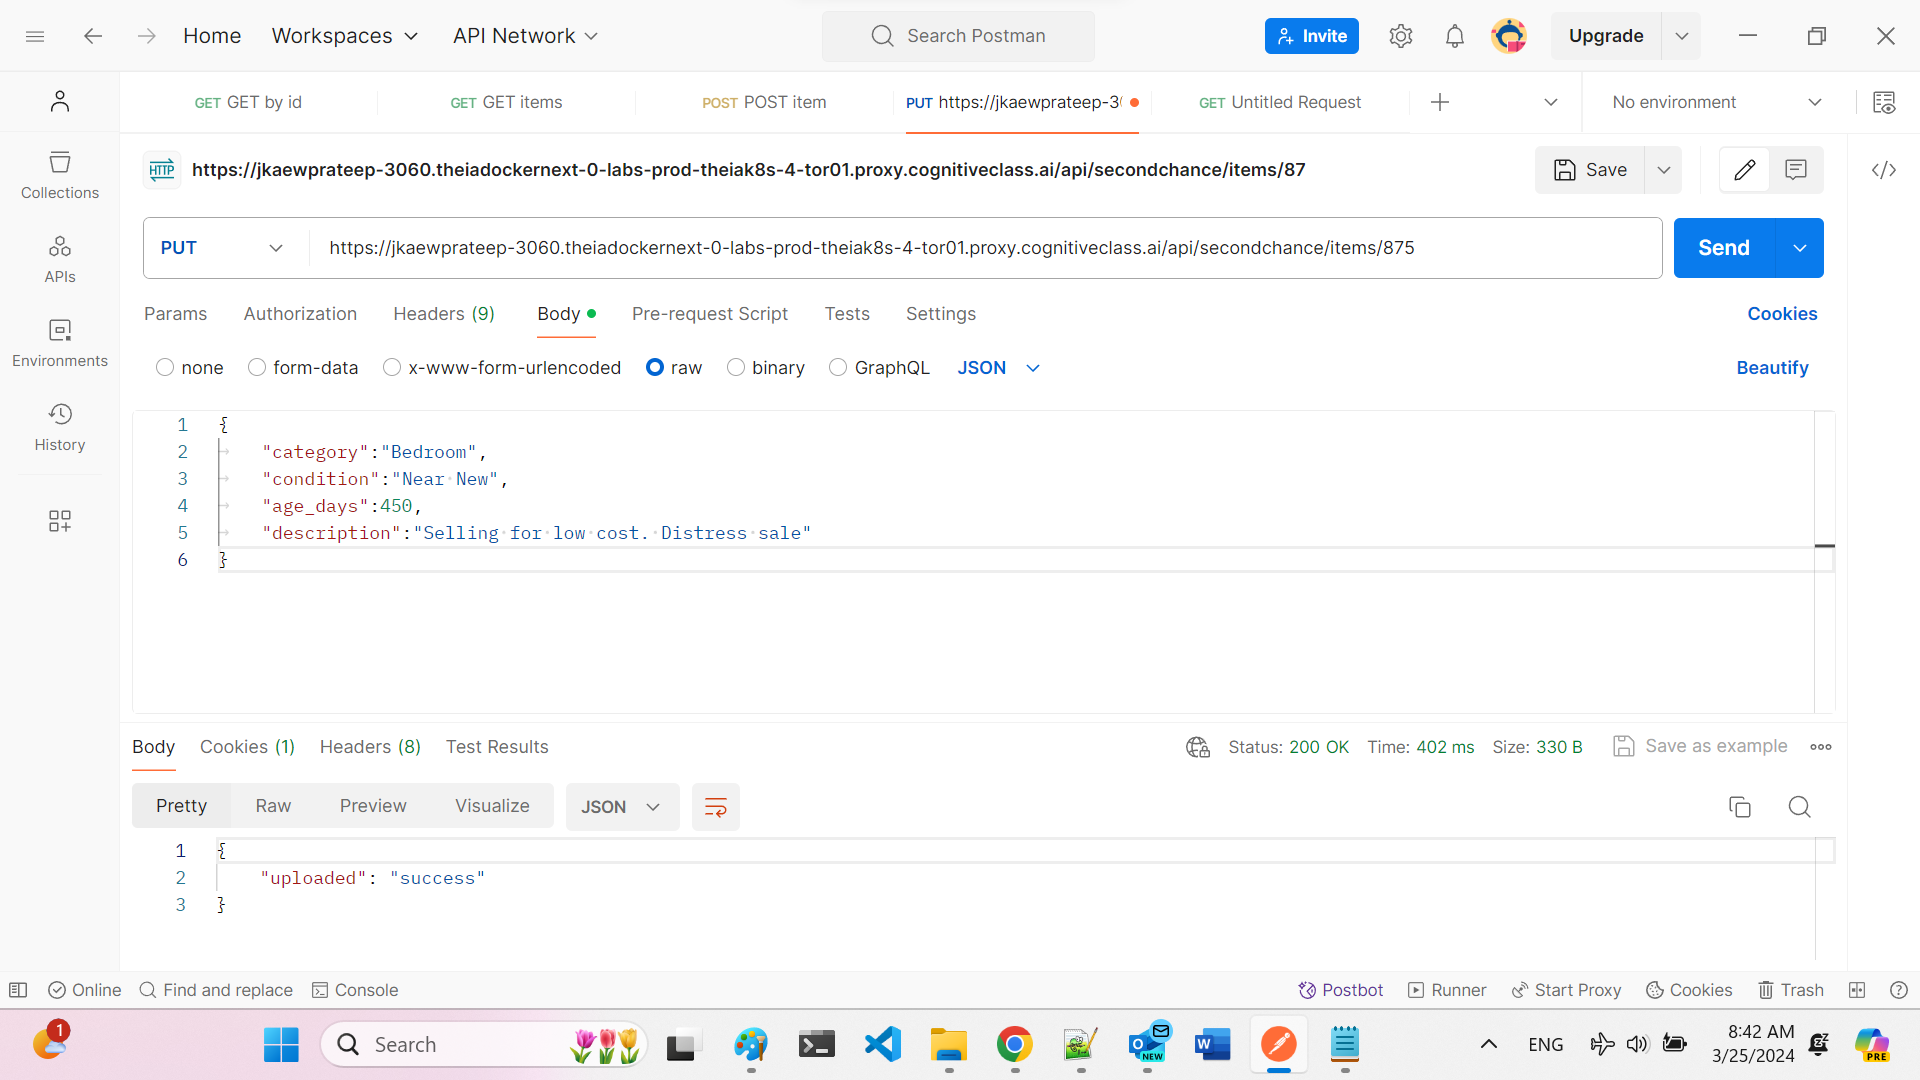 Home Workspaces API Network Search Postman Invite Upgrade
GET GET by id GET GET items POST POST item PUT https://jkaewprateep-3 GET Untitled Request No environment
HTTP https://jkaewprateep-3060.theiadockernext-0-labs-prod-theiak8s-4-tor01.proxy.cognitiveclass.ai/api/secondchance/items/87 Save
Collections
PUT https://jkaewprateep-3060.theiadockernext-0-labs-prod-theiak8s-4-tor01.proxy.cognitiveclass.ai/api/secondchance/items/875 Send
APIs
Params Authorization Headers (9) Body Pre-request Script Tests Settings Cookies
Environments
none form-data x-www-form-urlencoded raw binary GraphQL JSON Beautify
History
1 {
2 "category":"Bedroom",
3 "condition":"Near New",
4 "age_days":450,
5 "description":"Selling for low cost. Distress sale"
6 }
Body Cookies (1) Headers (8) Test Results Status: 200 OK Time: 402 ms Size: 330 B Save as example
Pretty Raw Preview Visualize JSON
1 {
2 "uploaded": "success"
3 }
Online Find and replace Console Postbot Runner Start Proxy Cookies Trash
1 Search NEW W ENG 8:42 AM PRE
3/25/2024